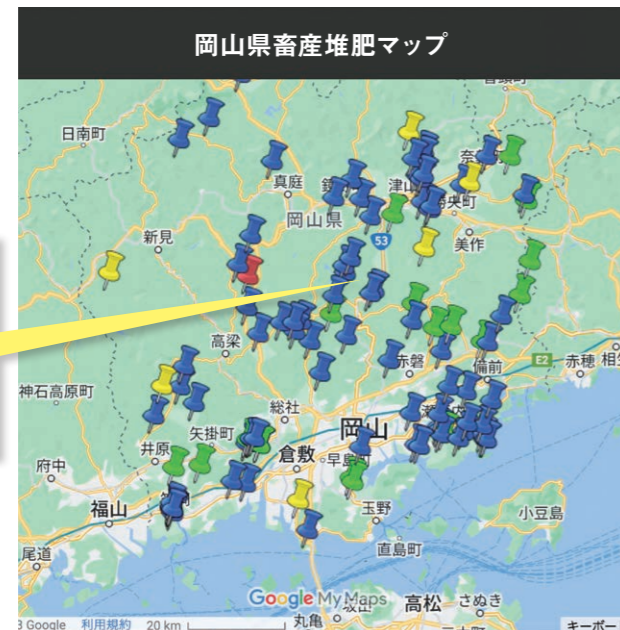 岡山県畜産堆肥マップ
日南町
真庭
津山
勝央町
岡山県
新見
53
美作
高梁
赤磐
備前
E2
赤穂
神石高原町
総社
岡山
矢掛町
井原
倉敷
早島町
府中
福山
玉野
小豆島
尾道
直島町
Google My Maps
高松
さぬき
丸亀
利用規約
20 km
キーボー